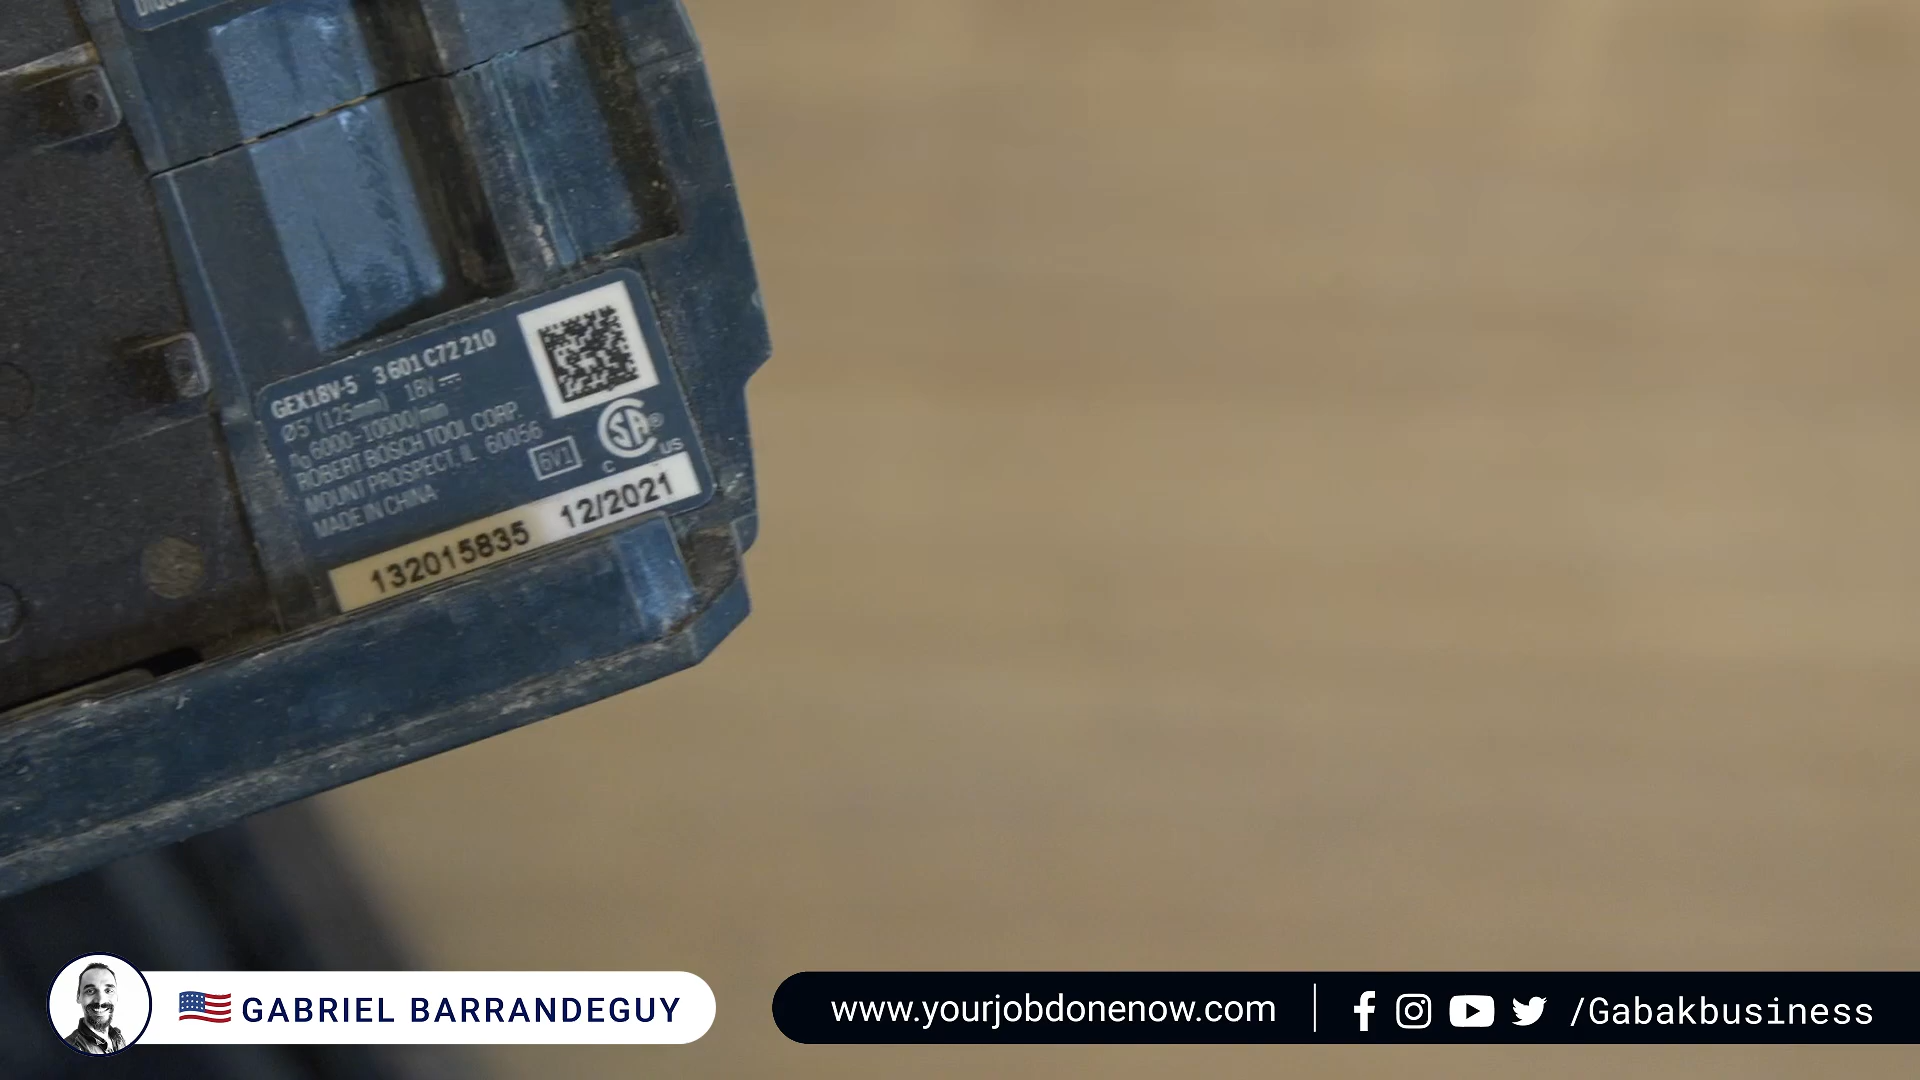 GEX18V-5 3 601 C72 210
Ø5" (125mm) 18V
n₀ 6000-10000/min
ROBERT BOSCH TOOL CORP.
MOUNT PROSPECT, IL 60056
MADE IN CHINA
6V1
SA®
C US
132015835 12/2021
GABRIEL BARRANDEGUY
www.yourjobdonenow.com
/Gabakbusiness